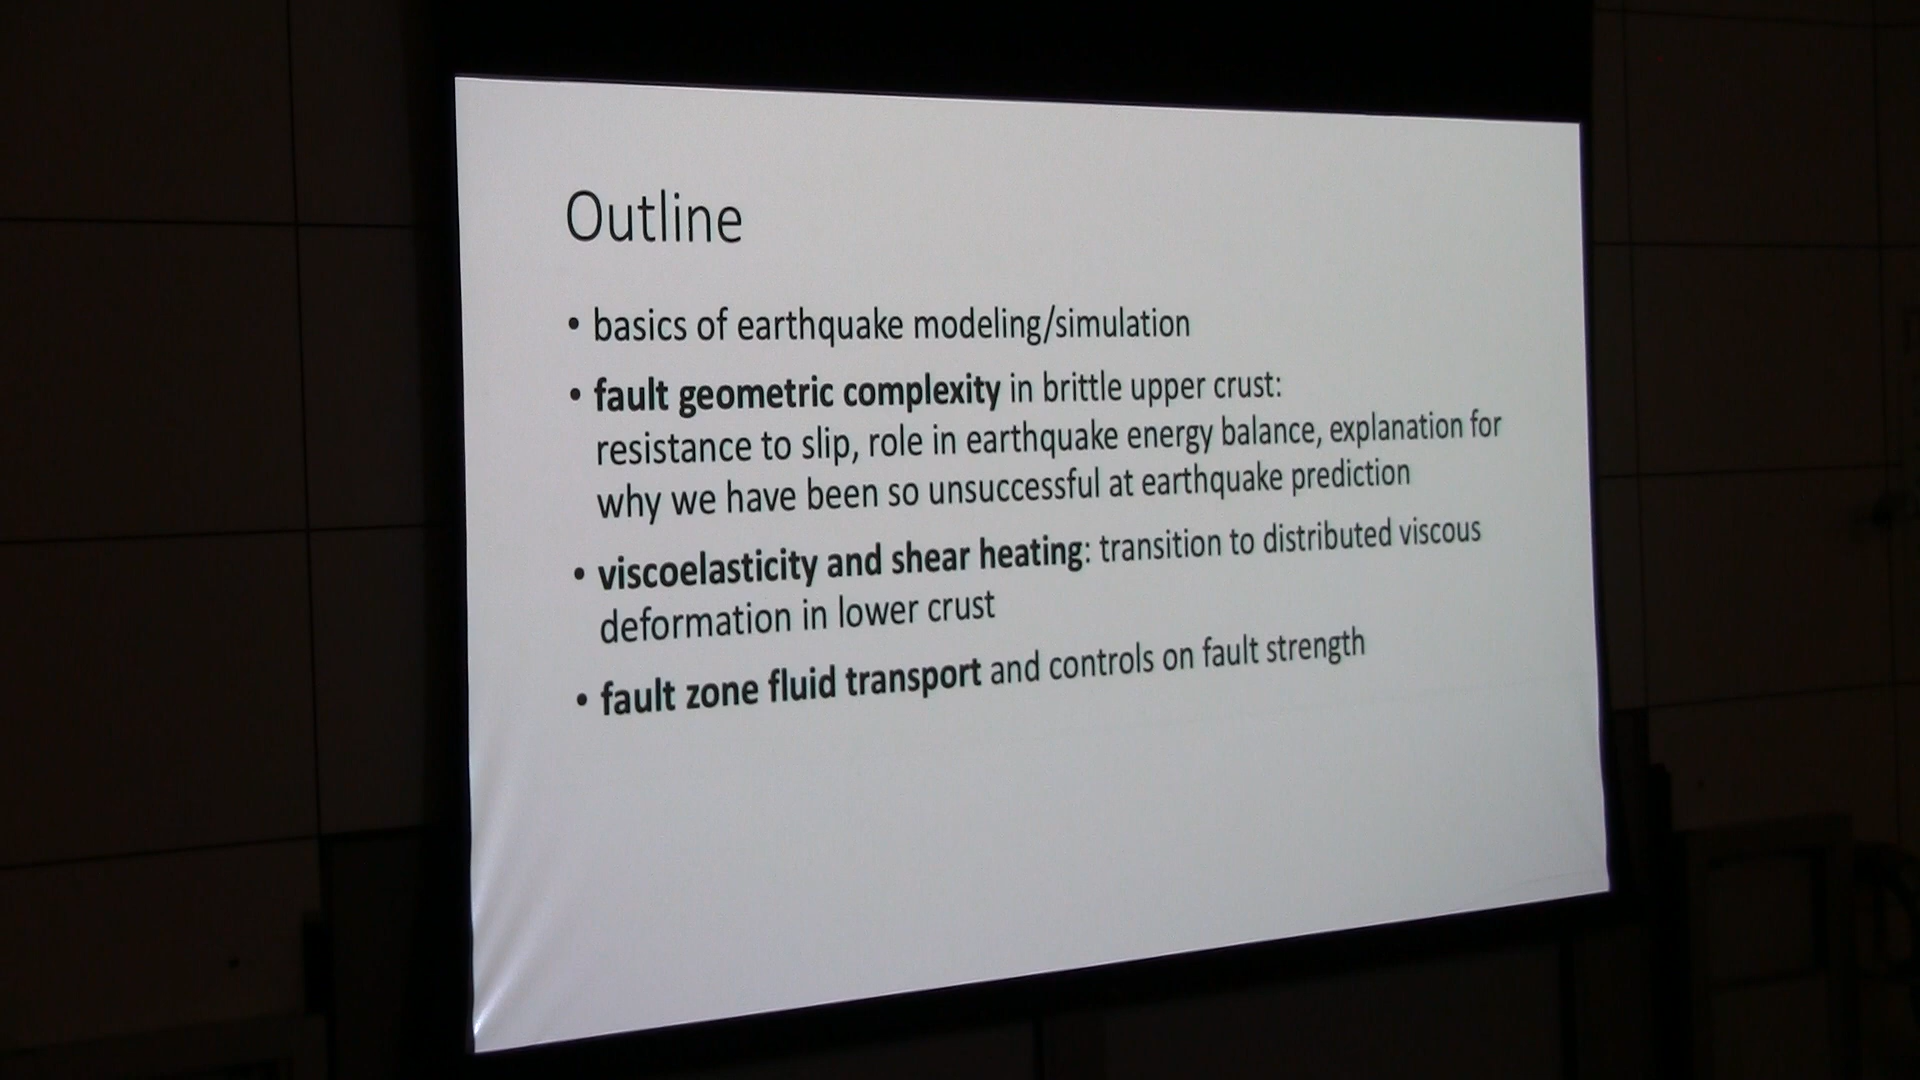 Outline
• basics of earthquake modeling/simulation
• fault geometric complexity in brittle upper crust:
resistance to slip, role in earthquake energy balance, explanation for
why we have been so unsuccessful at earthquake prediction
• viscoelasticity and shear heating: transition to distributed viscous
deformation in lower crust
• fault zone fluid transport and controls on fault strength